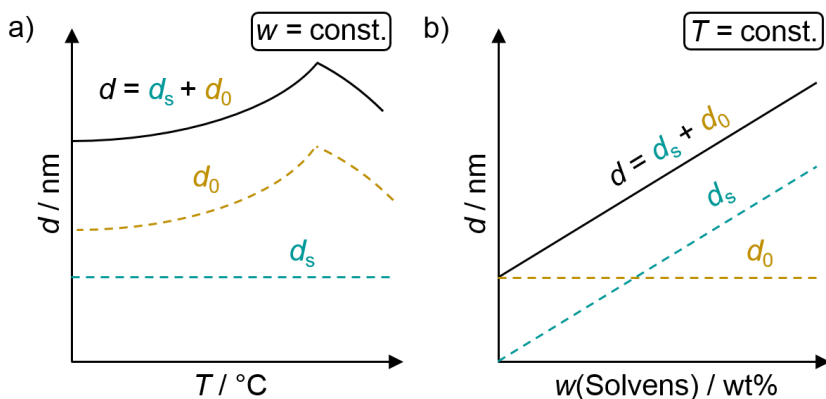 a)
w = const.
d = ds + d0
d0
ds
d / nm
T / °C
b)
T = const.
d = ds + d0
ds
d0
d / nm
w(Solvens) / wt%